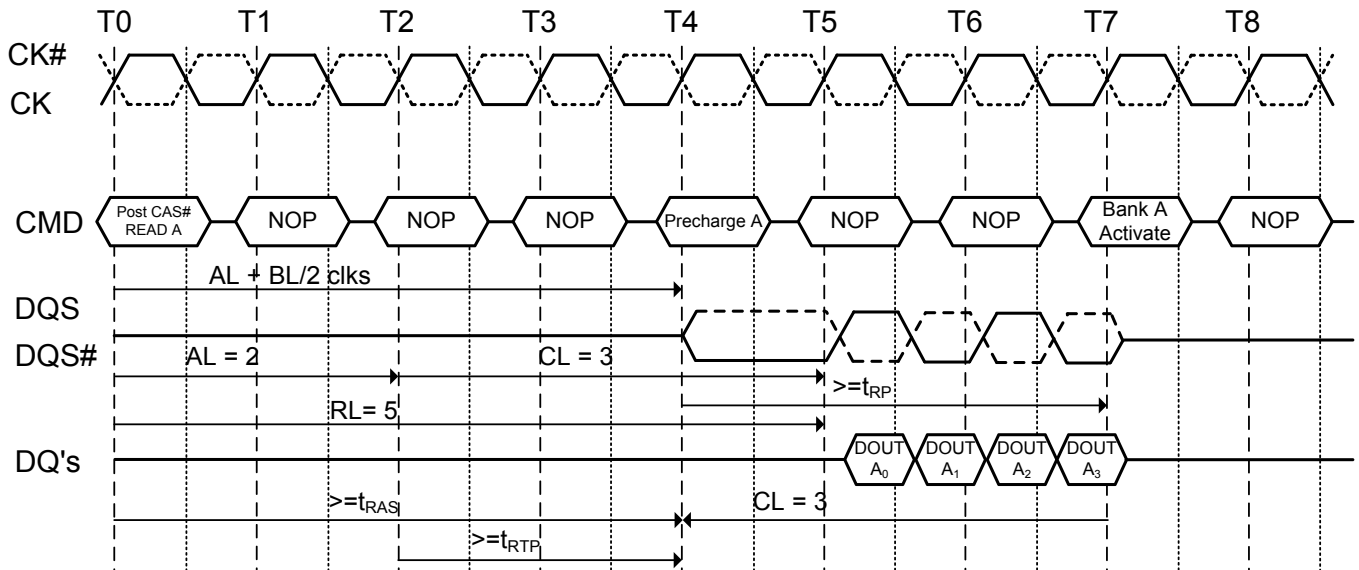 T0 T1 T2 T3 T4 T5 T6 T7 T8
CK#
CK
CMD
Post CAS#
READ A
NOP
NOP
NOP
Precharge A
NOP
NOP
Bank A
Activate
NOP
AL + BL/2 clks
DQS
DQS#
AL = 2
CL = 3
>=tRP
RL= 5
DQ's
DOUT
A0
DOUT
A1
DOUT
A2
DOUT
A3
>=tRAS
CL = 3
>=tRTP